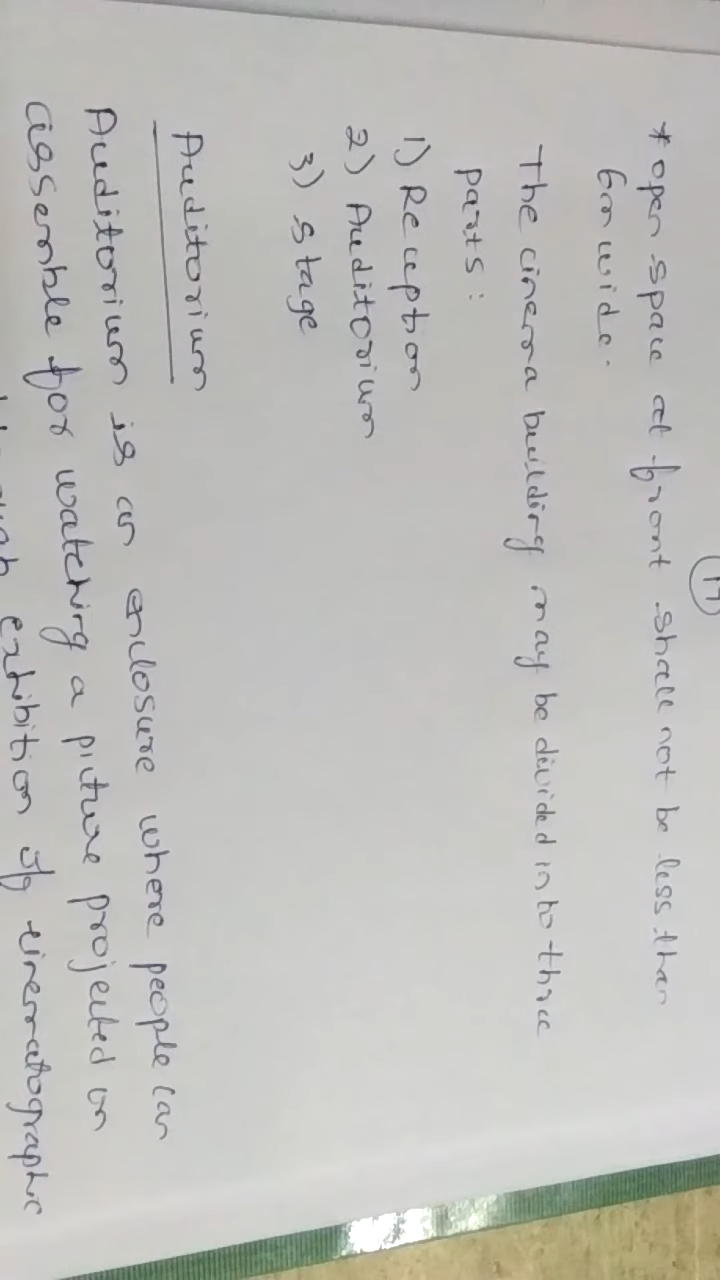 17
* open space at front shall not be less than
6m wide.
The cinema building may be divided into three
parts:
1) Reception
2) Auditorium
3) Stage
Auditorium
Auditorium is an enclosure where people can
assemble for watching a picture projected on
exhibition of cinematographic